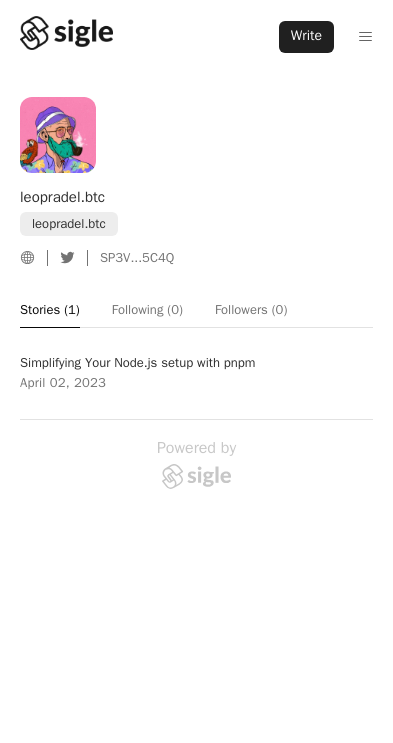 sigle
Write
leopradel.btc
leopradel.btc
SP3V...5C4Q
Stories (1)
Following (0)
Followers (0)
Simplifying Your Node.js setup with pnpm
April 02, 2023
Powered by
sigle